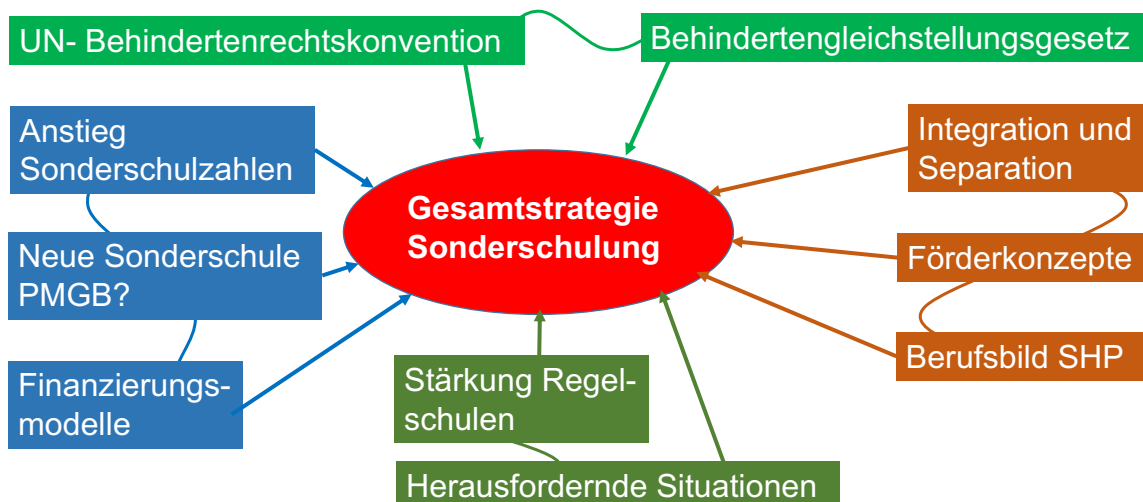 UN- Behindertenrechtskonvention
Behindertengleichstellungsgesetz
Anstieg
Sonderschulzahlen
Integration und
Separation
Gesamtstrategie
Sonderschulung
Neue Sonderschule
PMGB?
Förderkonzepte
Finanzierungs-
modelle
Stärkung Regel-
schulen
Berufsbild SHP
Herausfordernde Situationen